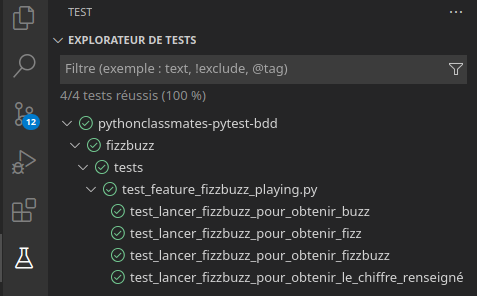 TEST
EXPLORATEUR DE TESTS
Filtre (exemple : text, !exclude, @tag)
4/4 tests réussis (100 %)
pythonclassmates-pytest-bdd
12
fizzbuzz
tests
test_feature_fizzbuzz_playing.py
test_lancer_fizzbuzz_pour_obtenir_buzz
test_lancer_fizzbuzz_pour_obtenir_fizz
test_lancer_fizzbuzz_pour_obtenir_fizzbuzz
test_lancer_fizzbuzz_pour_obtenir_le_chiffre_renseigné